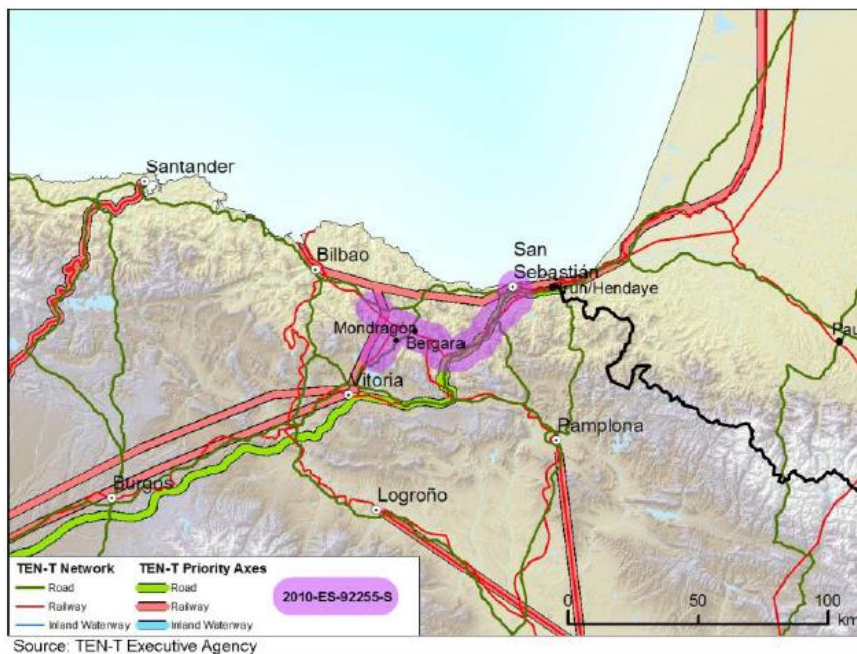 Santander
Bilbao
San
Sebastián
Irun/Hendaye
Mondragon
Bergara
Pau
Vitoria
Pamplona
Burgos
Logroño
TEN-T Network TEN-T Priority Axes
Road Road 2010-ES-92255-S
Railway Railway
Inland Waterway Inland Waterway
0 50 100
km
Source: TEN-T Executive Agency